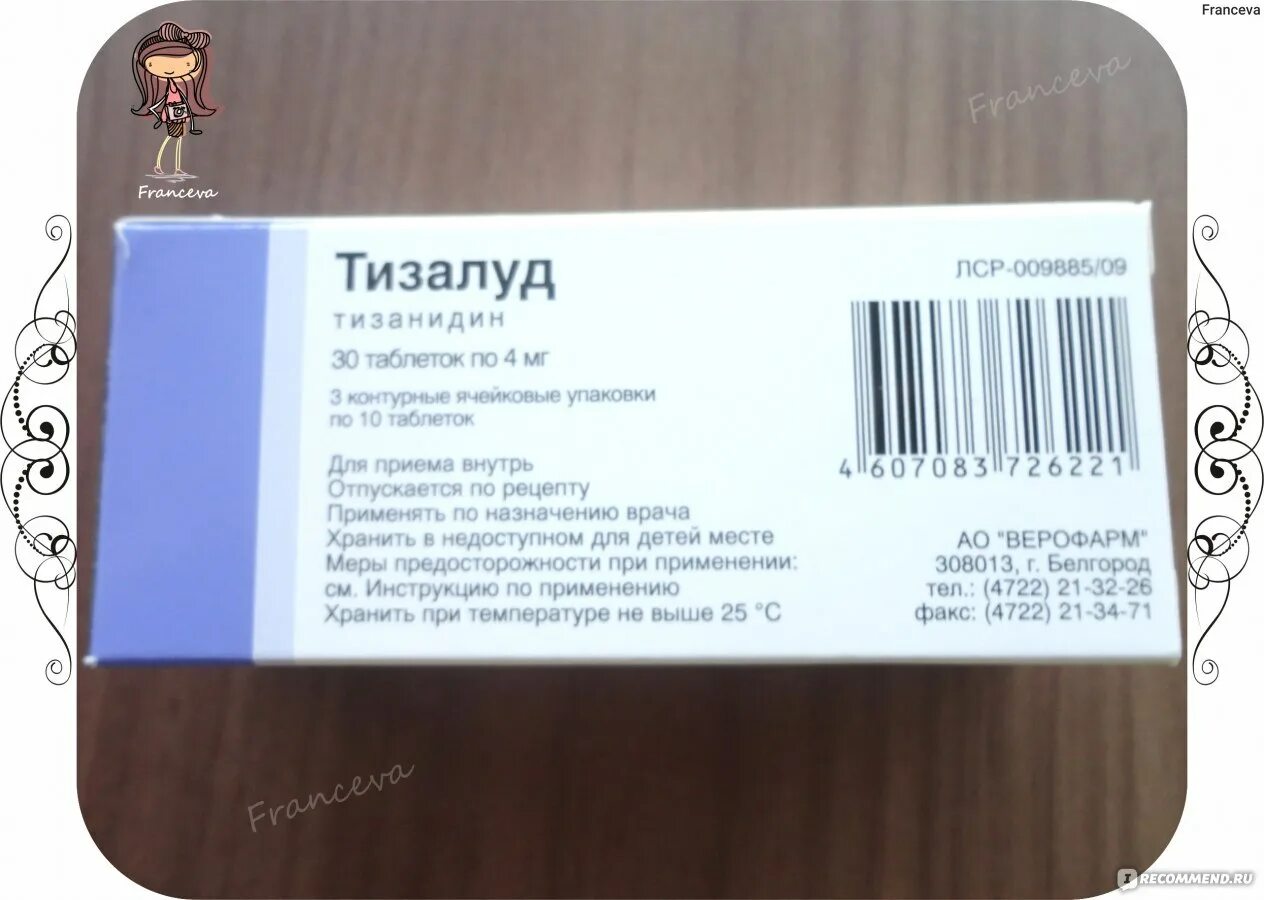 Franceva
Franceva
Franceva
Тизалуд
тизанидин
30 таблеток по 4 мг
3 контурные ячейковые упаковки
по 10 таблеток
Для приема внутрь
Отпускается по рецепту
Применять по назначению врача
Хранить в недоступном для детей месте
Меры предосторожности при применении:
см. Инструкцию по применению
Хранить при температуре не выше 25 °C
ЛСР-009885/09
4 607083 726221
АО "ВЕРОФАРМ"
308013, г. Белгород
тел.: (4722) 21-32-26
факс: (4722) 21-34-71
Franceva
IRECOMMEND.RU